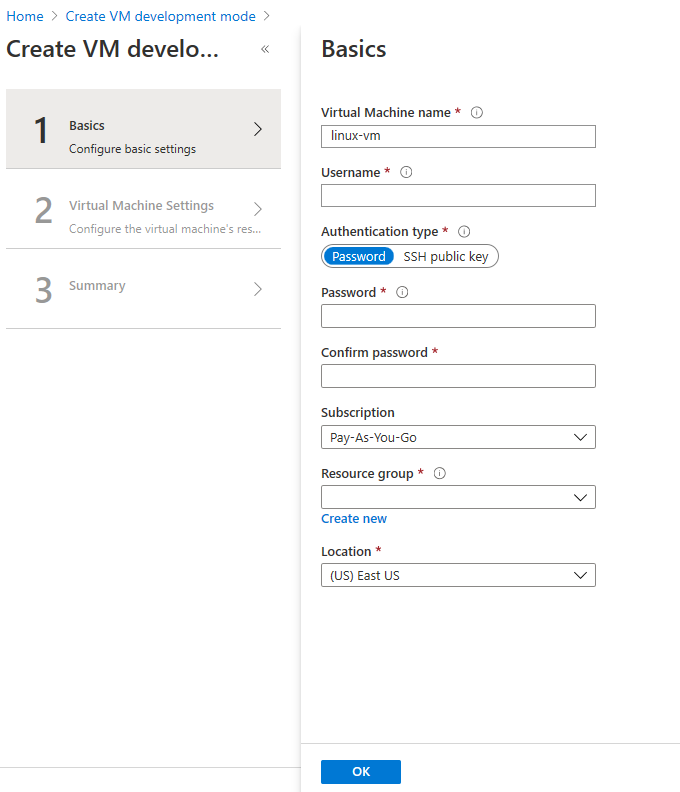 Home > Create VM development mode >
Create VM develo... «
1 Basics
Configure basic settings
2 Virtual Machine Settings
Configure the virtual machine's res...
3 Summary
Basics
Virtual Machine name *
linux-vm
Username *
Authentication type *
Password SSH public key
Password *
Confirm password *
Subscription
Pay-As-You-Go
Resource group *
Create new
Location *
(US) East US
OK